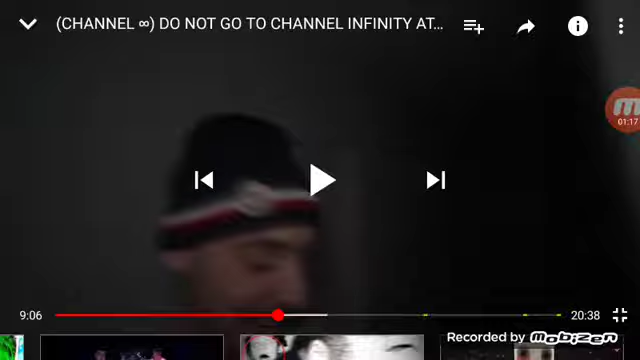 (CHANNEL ∞) DO NOT GO TO CHANNEL INFINITY AT...
01:17
9:06
20:38
Recorded by mobizen